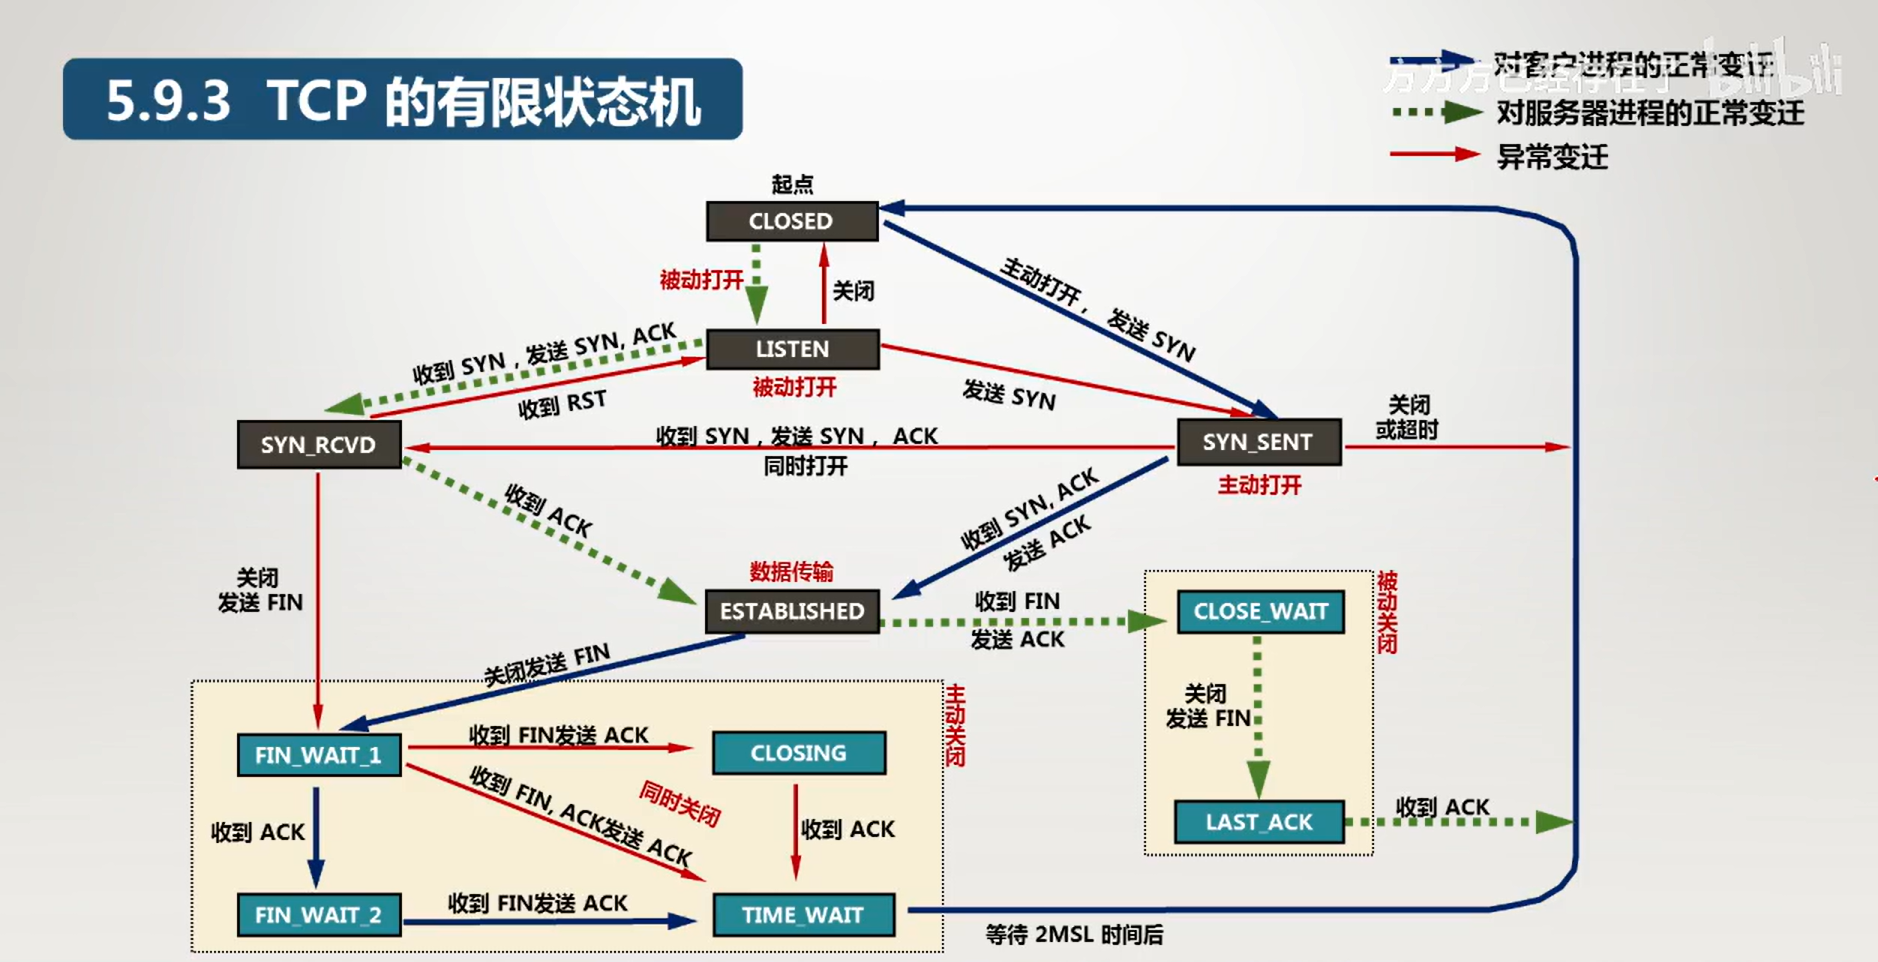 5.9.3 TCP 的有限状态机
方方方已经存在了
bilibili
对客户进程的正常变迁
对服务器进程的正常变迁
异常变迁
起点
CLOSED
被动打开
关闭
主动打开， 发送 SYN
收到 SYN，发送 SYN, ACK
LISTEN
被动打开
收到 RST
发送 SYN
关闭
或超时
SYN_RCVD
收到 SYN，发送 SYN， ACK
同时打开
SYN_SENT
主动打开
收到 ACK
收到 SYN, ACK
发送 ACK
关闭
发送 FIN
数据传输
ESTABLISHED
收到 FIN
发送 ACK
CLOSE_WAIT
被动关闭
关闭发送 FIN
关闭
发送 FIN
主动关闭
FIN_WAIT_1
收到 FIN发送 ACK
CLOSING
收到 FIN, ACK发送 ACK
同时关闭
收到 ACK
收到 ACK
LAST_ACK
收到 ACK
FIN_WAIT_2
收到 FIN发送 ACK
TIME_WAIT
等待 2MSL 时间后